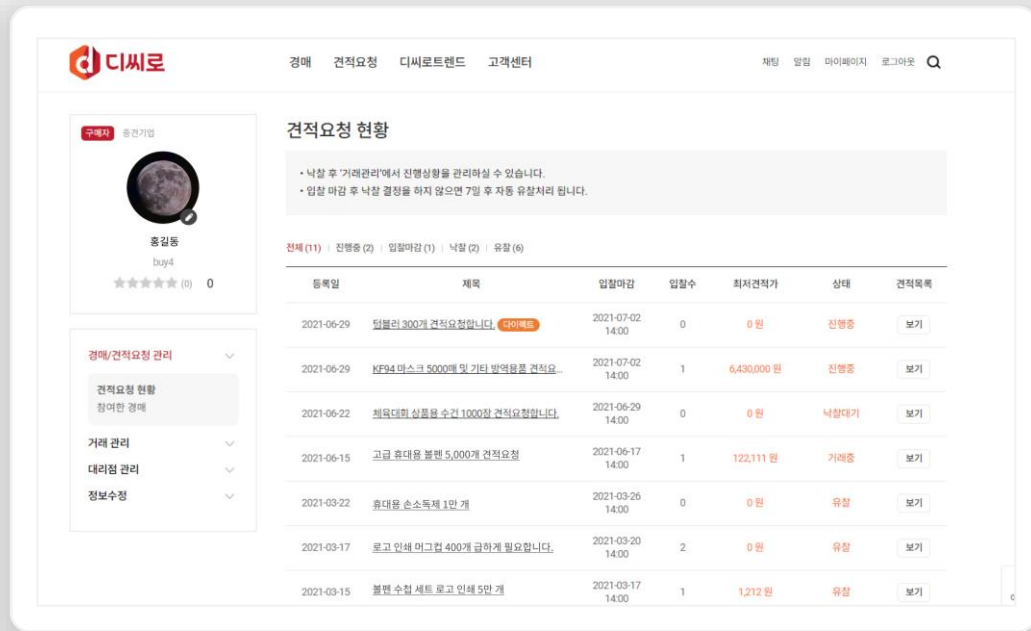 디씨로
경매 견적요청 디씨로트렌드 고객센터
채팅 알림 마이페이지 로그아웃
구매자 중견기업
홍길동
buy4
(0) 0
경매/견적요청 관리
견적요청 현황
참여한 경매
거래 관리
대리점 관리
정보수정
견적요청 현황
• 낙찰 후 '거래관리'에서 진행상황을 관리하실 수 있습니다.
• 입찰 마감 후 낙찰 결정을 하지 않으면 7일 후 자동 유찰처리 됩니다.
전체 (11) | 진행중 (2) | 입찰마감 (1) | 낙찰 (2) | 유찰 (6)
등록일 제목 입찰마감 입찰수 최저견적가 상태 견적목록
2021-06-29 텀블러 300개 견적요청합니다. 다이렉트 2021-07-02 14:00 0 0 원 진행중 보기
2021-06-29 KF94 마스크 5000매 및 기타 방역용품 견적요... 2021-07-02 14:00 1 6,430,000 원 진행중 보기
2021-06-22 체육대회 상품용 수건 1000장 견적요청합니다. 2021-06-29 14:00 0 0 원 낙찰대기 보기
2021-06-15 고급 휴대용 볼펜 5,000개 견적요청 2021-06-17 14:00 1 122,111 원 거래중 보기
2021-03-22 휴대용 손소독제 1만 개 2021-03-26 14:00 0 0 원 유찰 보기
2021-03-17 로고 인쇄 머그컵 400개 급하게 필요합니다. 2021-03-20 14:00 2 0 원 유찰 보기
2021-03-15 볼펜 수첩 세트 로고 인쇄 5만 개 2021-03-17 14:00 1 1,212 원 유찰 보기